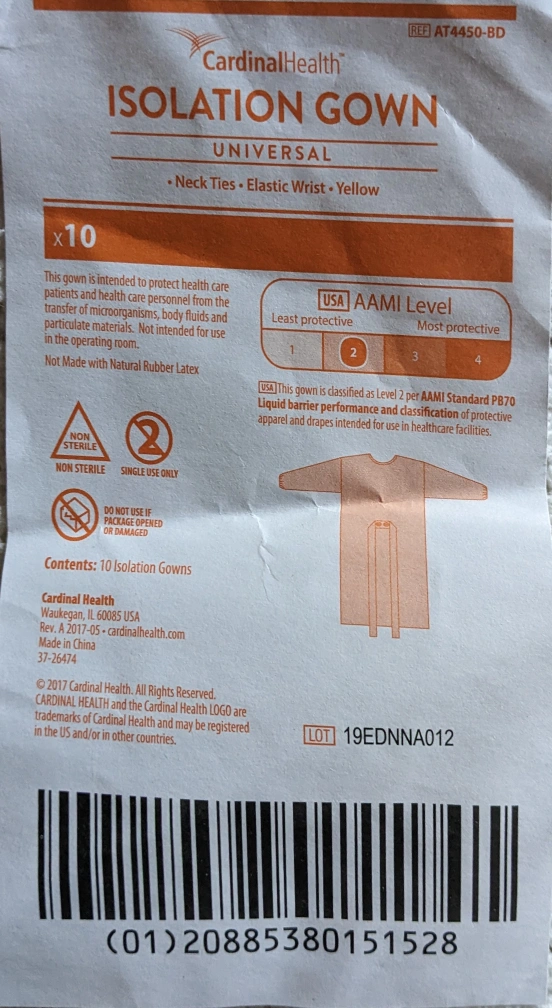 REF AT4450-BD
CardinalHealth™
ISOLATION GOWN
UNIVERSAL
• Neck Ties • Elastic Wrist • Yellow
x10
This gown is intended to protect health care
patients and health care personnel from the
transfer of microorganisms, body fluids and
particulate materials. Not intended for use
in the operating room.
Not Made with Natural Rubber Latex
USA AAMI Level
Least protective Most protective
1 2 3 4
USA This gown is classified as Level 2 per AAMI Standard PB70
Liquid barrier performance and classification of protective
apparel and drapes intended for use in healthcare facilities.
NON
STERILE
2
NON STERILE SINGLE USE ONLY
DO NOT USE IF
PACKAGE OPENED
OR DAMAGED
Contents: 10 Isolation Gowns
Cardinal Health
Waukegan, IL 60085 USA
Rev. A 2017-05 • cardinalhealth.com
Made in China
37-26474
© 2017 Cardinal Health. All Rights Reserved.
CARDINAL HEALTH and the Cardinal Health LOGO are
trademarks of Cardinal Health and may be registered
in the US and/or in other countries.
LOT 19EDNNA012
(01)20885380151528